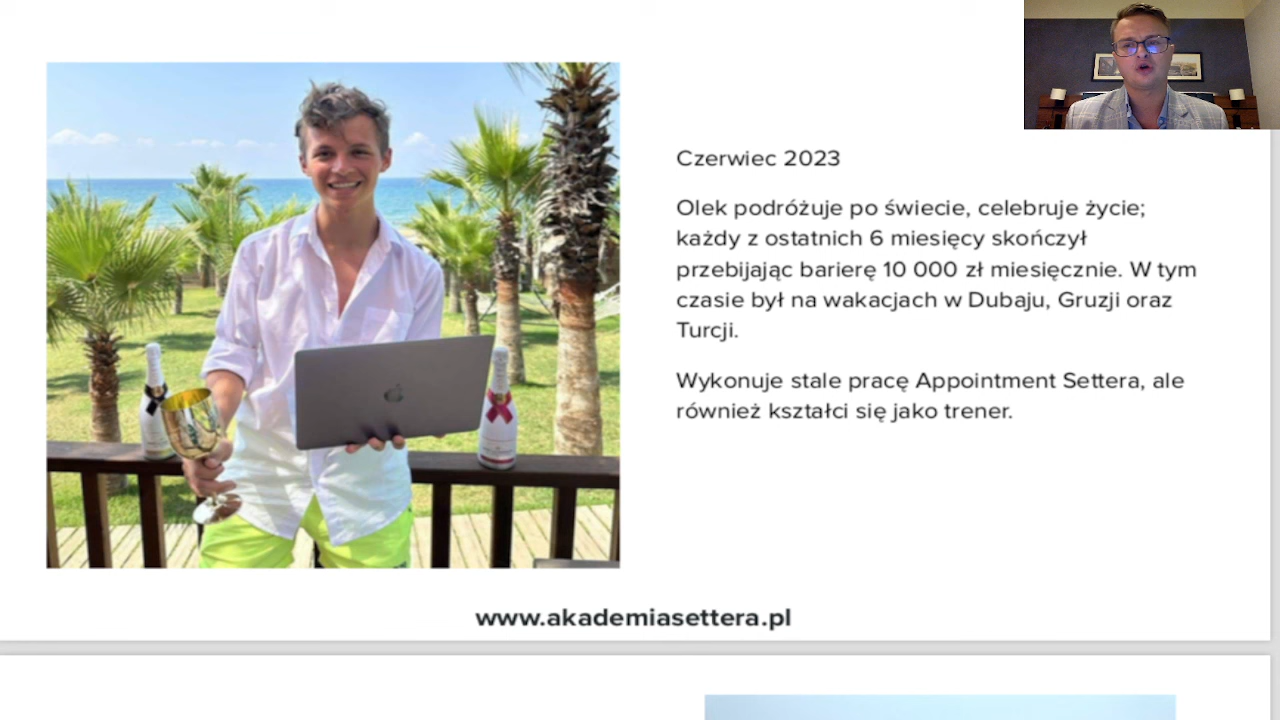 Czerwiec 2023
Olek podróżuje po świecie, celebruje życie;
każdy z ostatnich 6 miesięcy skończył
przebijając barierę 10 000 zł miesięcznie. W tym
czasie był na wakacjach w Dubaju, Gruzji oraz
Turcji.
Wykonuje stale pracę Appointment Settera, ale
również kształci się jako trener.
www.akademiasettera.pl